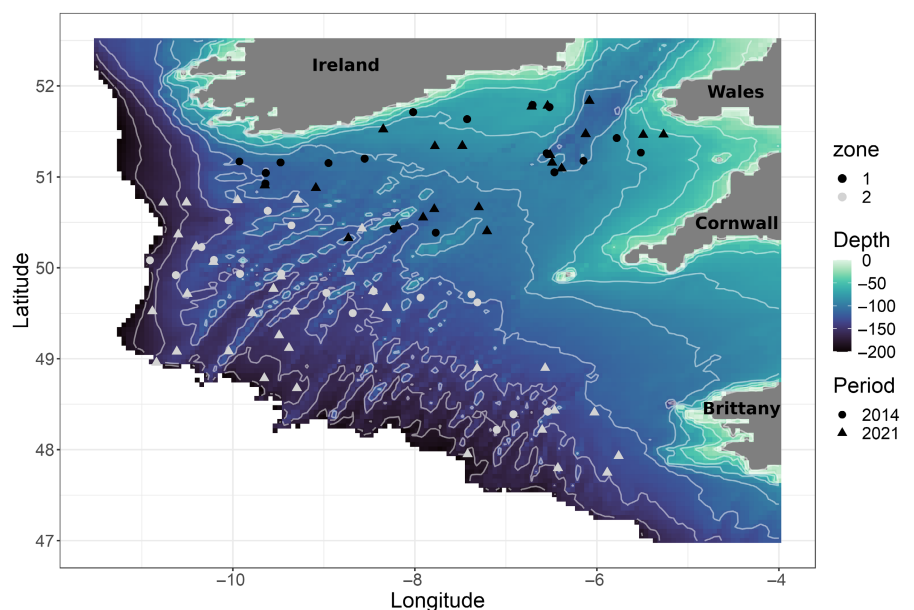 Ireland
Wales
Cornwall
Brittany
52
51
50
49
48
47
Latitude
−10
−8
−6
−4
Longitude
zone
1
2
Depth
0
−50
−100
−150
−200
Period
2014
2021